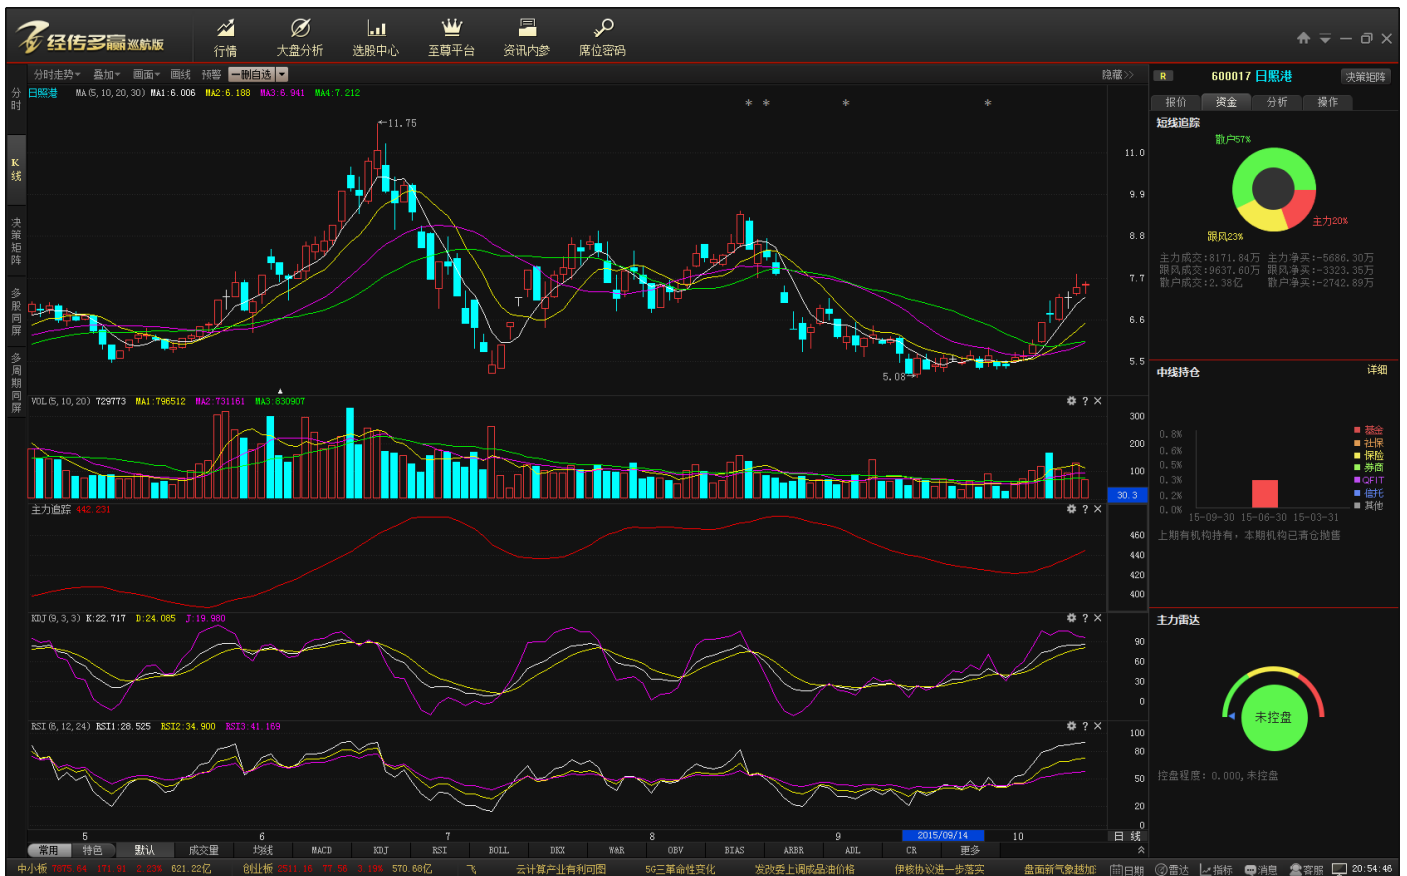 经传多赢 巡航版
行情 大盘分析 选股中心 至尊平台 资讯内参 席位密码
分时走势 叠加 画面 画线 预警 一删自选 隐藏
分时
K线
决策矩阵
多股同屏
多周期同屏
日照港 MA(5,10,20,30) MA1:6.006 MA2:6.188 MA3:6.941 MA4:7.212
11.75
5.08
11.0
9.9
8.8
7.7
6.6
5.5
VOL(5,10,20) 729773 MA1:796512 MA2:731161 MA3:830907
300
200
100
30.3
主力追踪 442.231
460
440
420
400
KDJ(9,3,3) K:22.717 D:24.085 J:19.980
90
60
30
0
RSI(6,12,24) RSI1:28.525 RSI2:34.900 RSI3:41.169
100
80
50
20
0
5 6 7 8 9 2015/09/14 10 日线
常用 特色 默认 成交量 均线 MACD KDJ RSI BOLL DKX W&R OBV BIAS ARBR ADL CR 更多
R 600017 日照港 决策矩阵
报价 资金 分析 操作
短线追踪
散户57%
主力20%
跟风23%
主力成交:8171.84万 主力净买:-5686.30万
跟风成交:9637.60万 跟风净买:-3323.35万
散户成交:2.38亿 散户净买:-2742.89万
中线持仓 详细
0.8%
0.6%
0.5%
0.3%
0.2%
0.0%
基金
社保
保险
券商
QFIT
信托
其他
15-09-30 15-06-30 15-03-31
上期有机构持有，本期机构已清仓抛售
主力雷达
未控盘
控盘程度：0.000,未控盘
中小板 621.22亿 创业板 570.68亿 飞 云计算产业有利可图 5G三革命性变化 发改委上调成品油价格 伊核协议进一步落实 盘面新气象越加 日期 雷达 指标 消息 客服 20:54:46